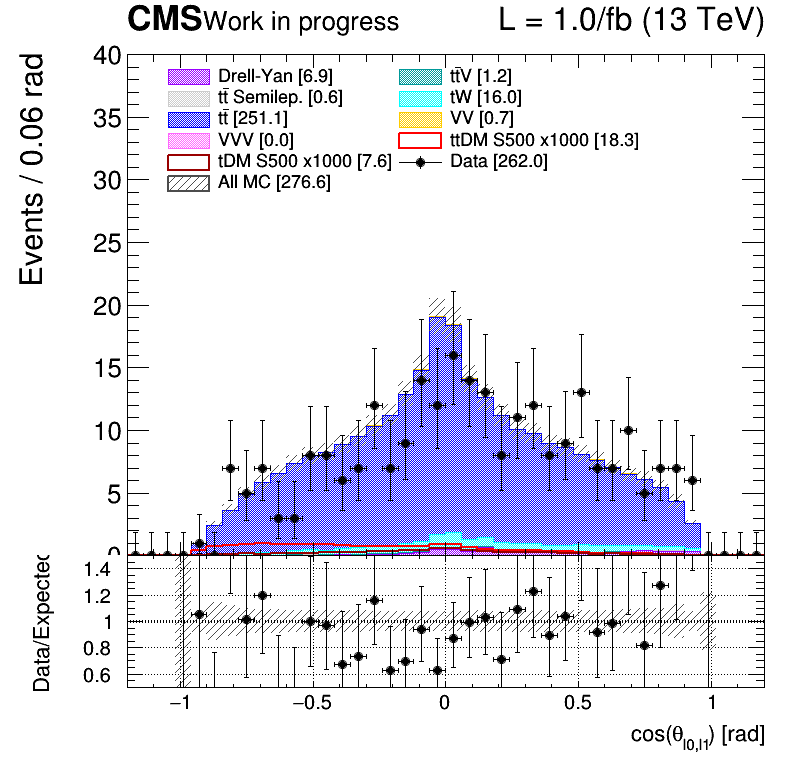 CMS Work in progress L = 1.0/fb (13 TeV)
Events / 0.06 rad
40
35
30
25
20
15
10
5
0
Drell-Yan [6.9]
tt̄V [1.2]
tt̄ Semilep. [0.6]
tW [16.0]
tt̄ [251.1]
VV [0.7]
VVV [0.0]
ttDM S500 x1000 [18.3]
tDM S500 x1000 [7.6]
Data [262.0]
All MC [276.6]
Data/Expected
1.4
1.2
1
0.8
0.6
−1 −0.5 0 0.5 1
cos(θl0,l1) [rad]